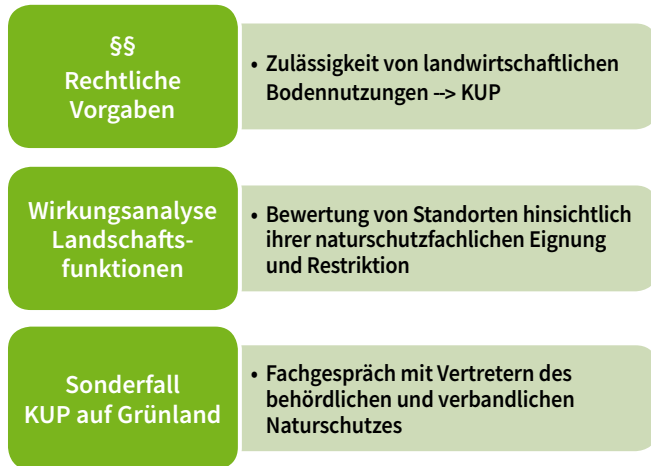 §§
Rechtliche
Vorgaben
• Zulässigkeit von landwirtschaftlichen
Bodennutzungen --> KUP
Wirkungsanalyse
Landschafts-
funktionen
• Bewertung von Standorten hinsichtlich
ihrer naturschutzfachlichen Eignung
und Restriktion
Sonderfall
KUP auf Grünland
• Fachgespräch mit Vertretern des
behördlichen und verbandlichen
Naturschutzes